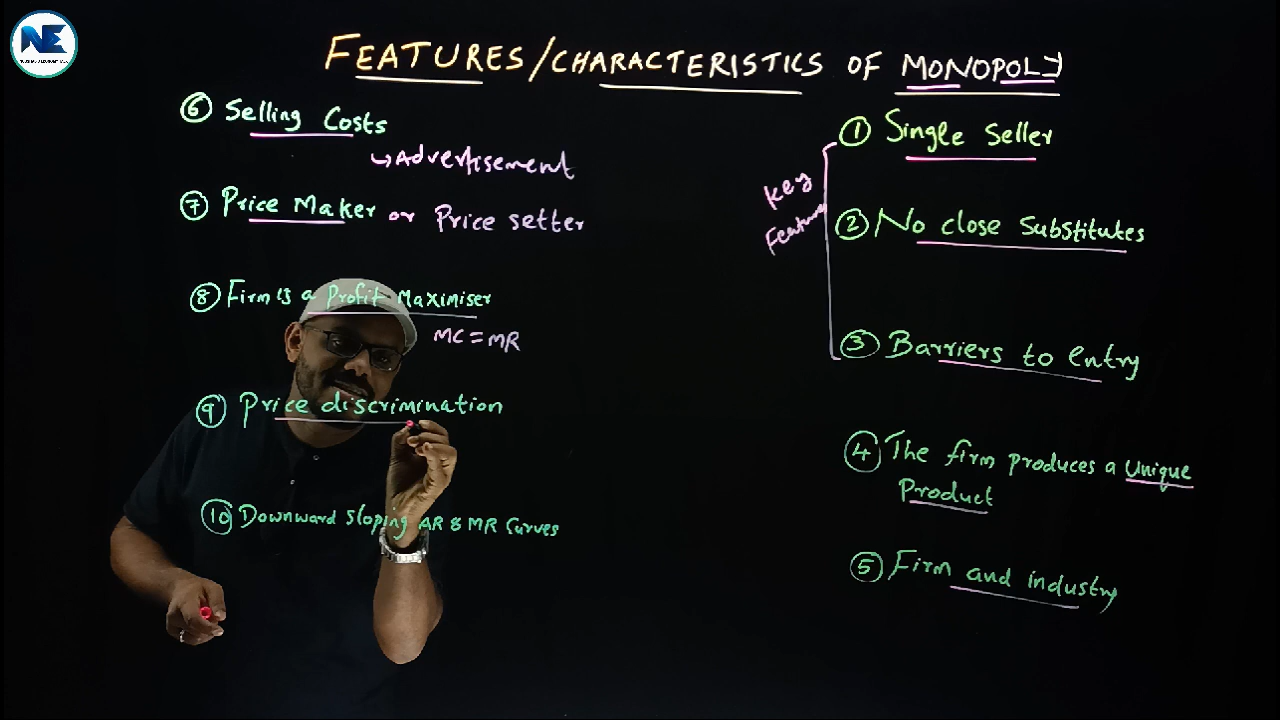 NE
FEATURES/CHARACTERISTICS OF MONOPOLY
⑥ Selling Costs
↳Advertisement
⑦ Price Maker or Price setter
⑧ Firm is a Profit Maximiser
MC = MR
⑨ Price discrimination
⑩ Downward Sloping AR & MR Curves
Key
Features
① Single Seller
② No close Substitutes
③ Barriers to entry
④ The firm produces a Unique
Product
⑤ Firm and industry